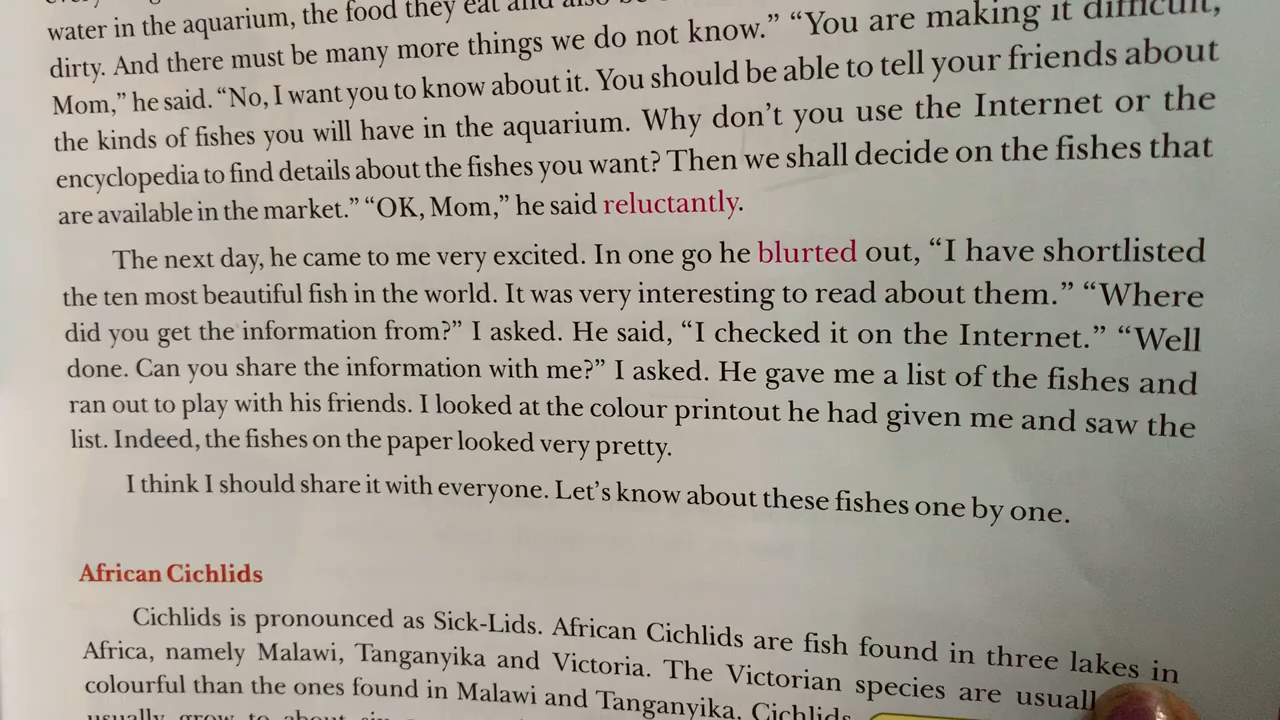 water in the aquarium, the food they eat and also be
dirty. And there must be many more things we do not know.” “You are making it difficult,
Mom,” he said. “No, I want you to know about it. You should be able to tell your friends about
the kinds of fishes you will have in the aquarium. Why don’t you use the Internet or the
encyclopedia to find details about the fishes you want? Then we shall decide on the fishes that
are available in the market.” “OK, Mom,” he said reluctantly.
The next day, he came to me very excited. In one go he blurted out, “I have shortlisted
the ten most beautiful fish in the world. It was very interesting to read about them.” “Where
did you get the information from?” I asked. He said, “I checked it on the Internet.” “Well
done. Can you share the information with me?” I asked. He gave me a list of the fishes and
ran out to play with his friends. I looked at the colour printout he had given me and saw the
list. Indeed, the fishes on the paper looked very pretty.
I think I should share it with everyone. Let’s know about these fishes one by one.
African Cichlids
Cichlids is pronounced as Sick-Lids. African Cichlids are fish found in three lakes in
Africa, namely Malawi, Tanganyika and Victoria. The Victorian species are usuall
colourful than the ones found in Malawi and Tanganyika. Cichlids
usually grow to about